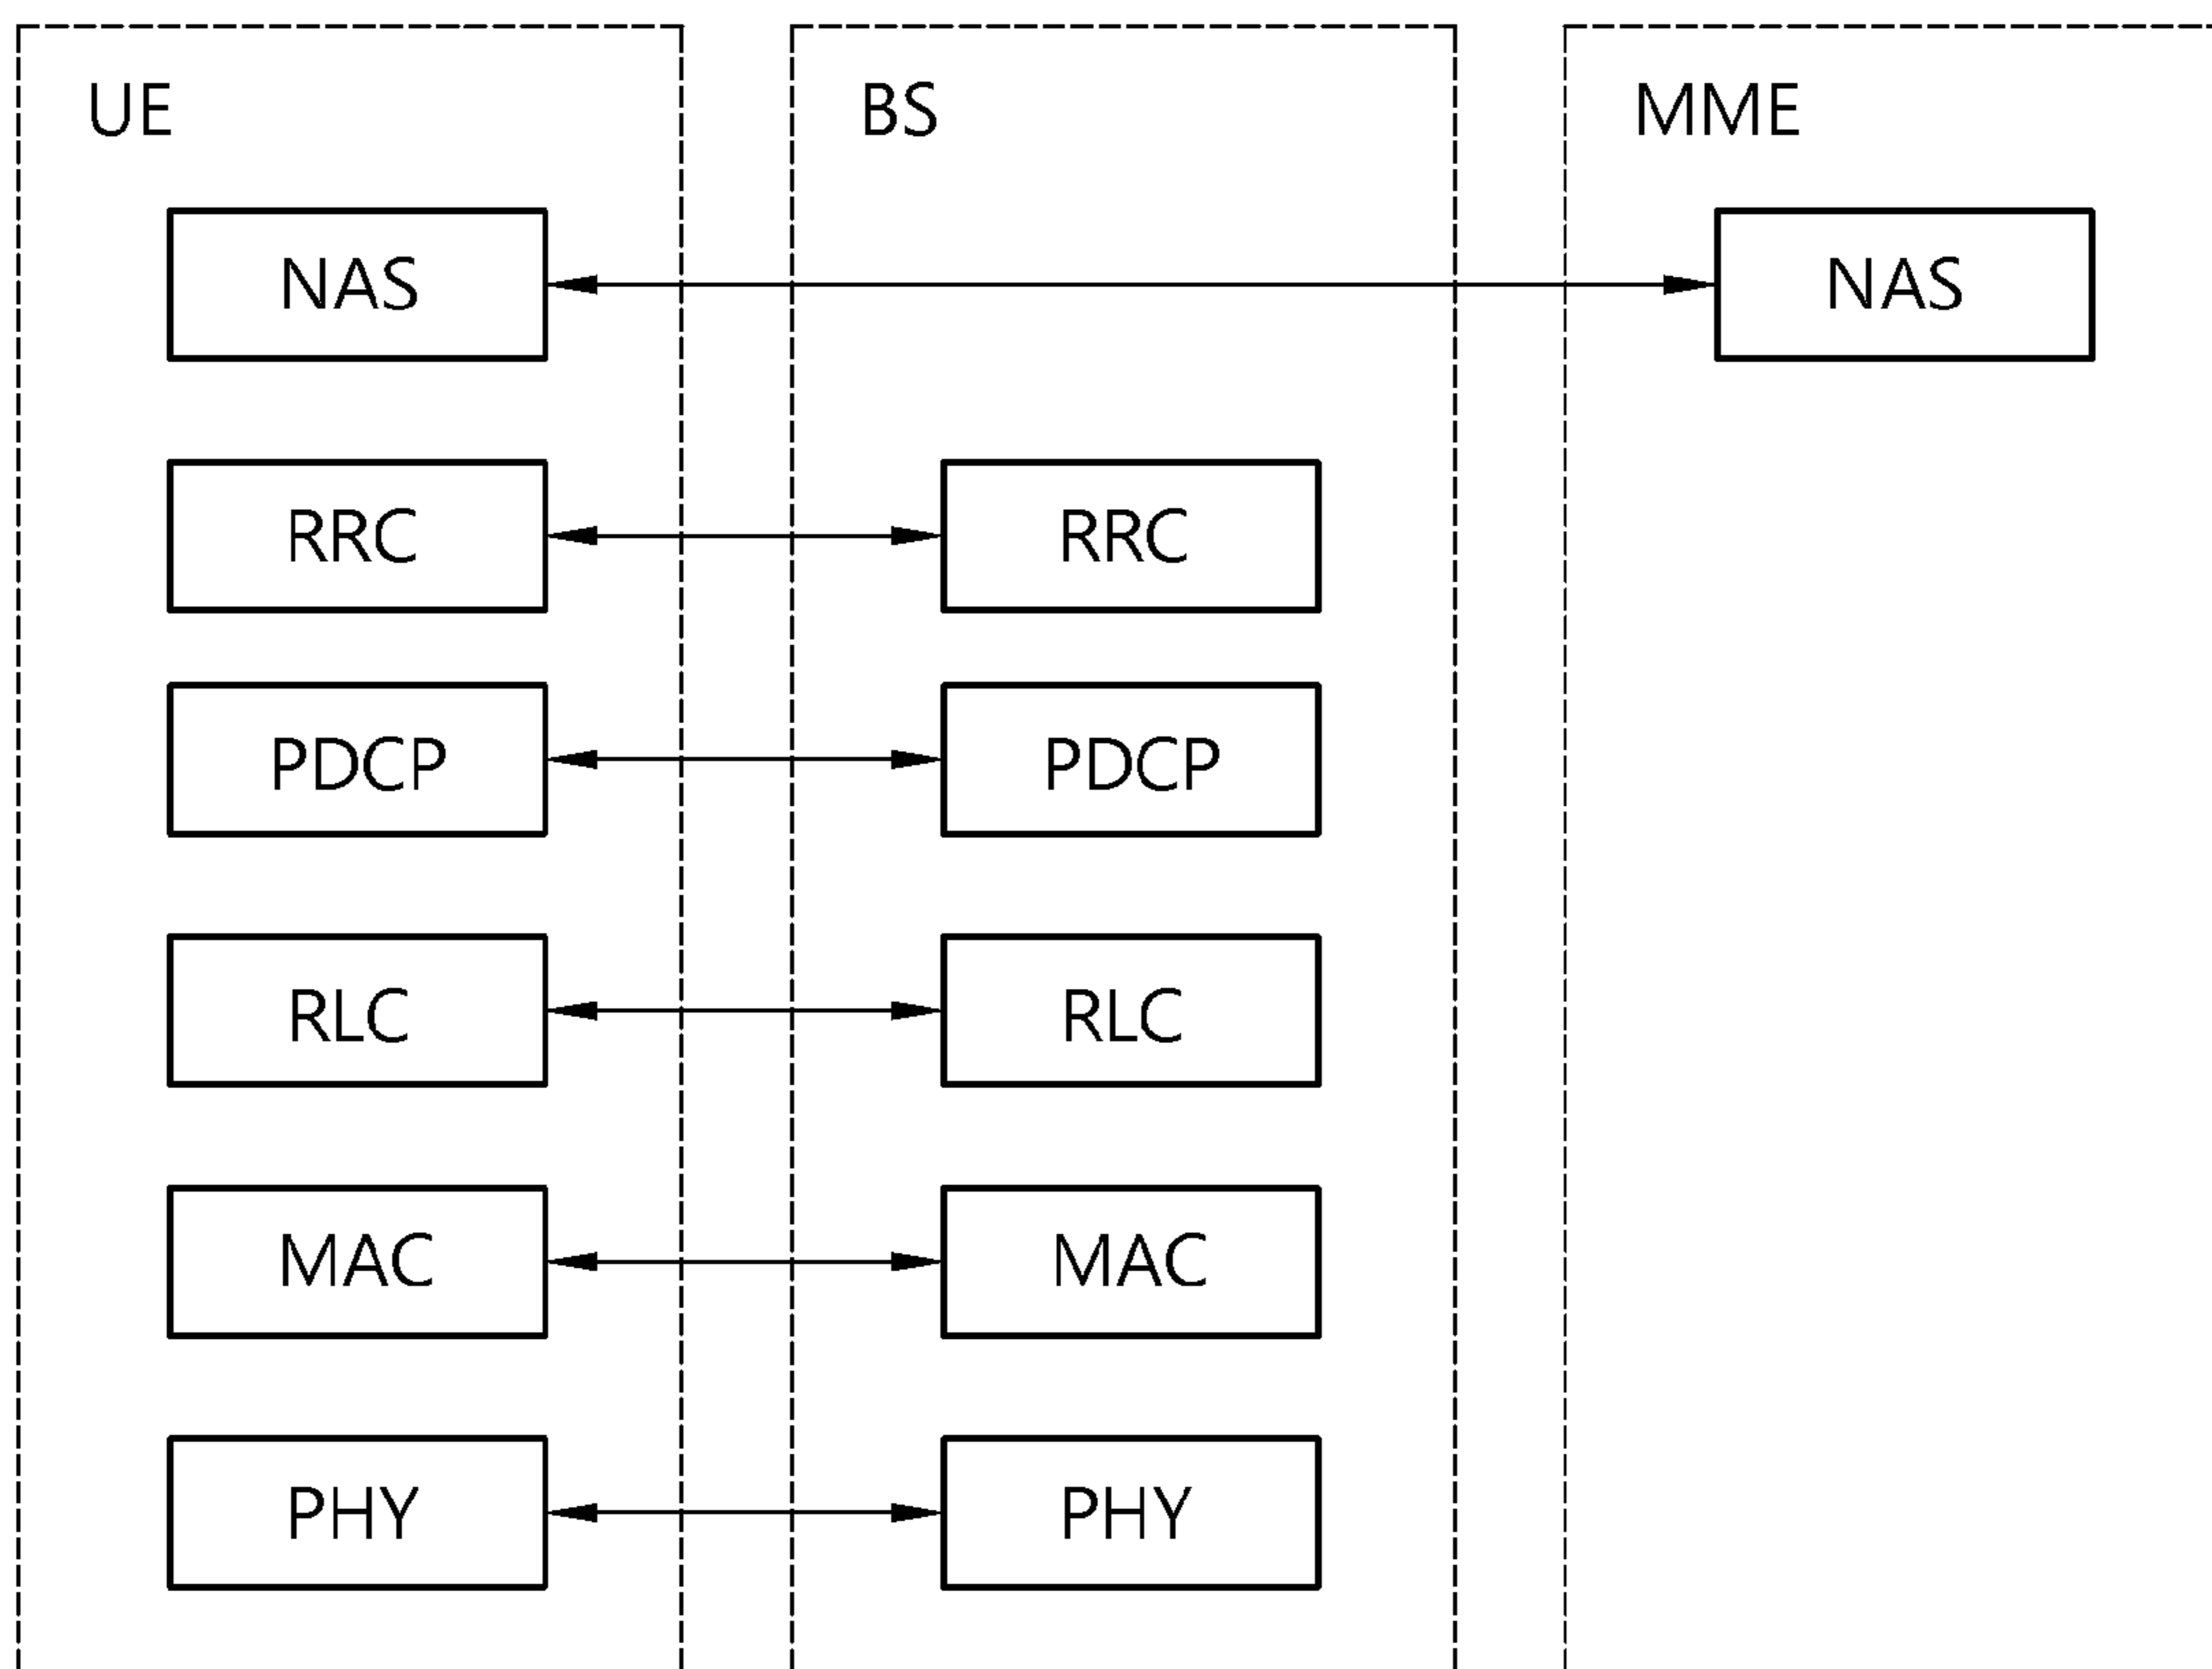 UE BS MME
NAS NAS
RRC RRC
PDCP PDCP
RLC RLC
MAC MAC
PHY PHY